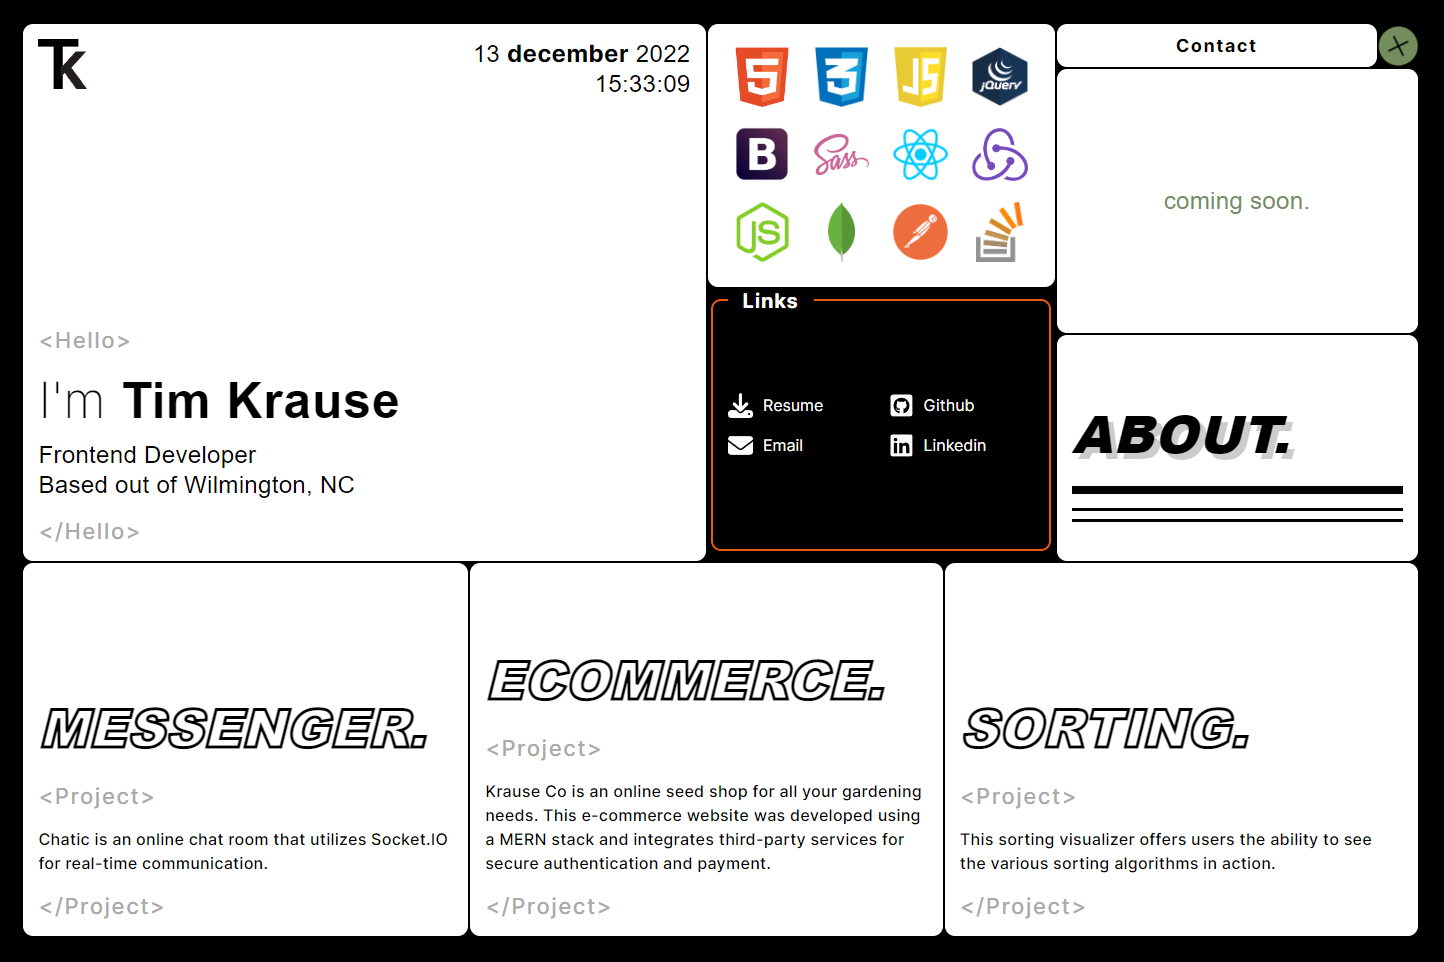 Tk
13 december 2022
15:33:09
<Hello>
I'm Tim Krause
Frontend Developer
Based out of Wilmington, NC
</Hello>
5
3
JS
jQuery
B
Sass
JS
Links
Resume
Github
Email
Linkedin
in
Contact
coming soon.
ABOUT.
MESSENGER.
<Project>
Chatic is an online chat room that utilizes Socket.IO
for real-time communication.
</Project>
ECOMMERCE.
<Project>
Krause Co is an online seed shop for all your gardening
needs. This e-commerce website was developed using
a MERN stack and integrates third-party services for
secure authentication and payment.
</Project>
SORTING.
<Project>
This sorting visualizer offers users the ability to see
the various sorting algorithms in action.
</Project>